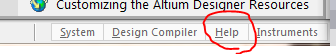 Customizing the Altium Designer Resources
System Design Compiler Help Instruments